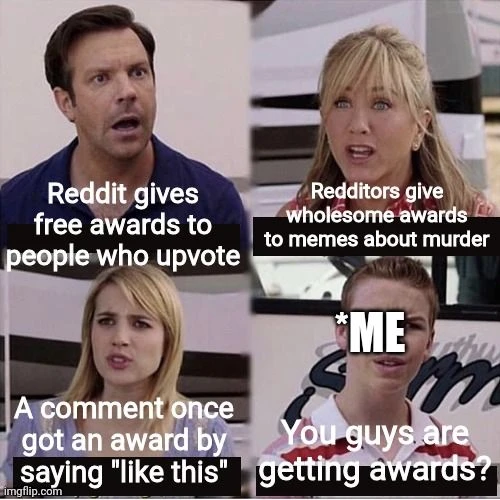 Reddit gives
free awards to
people who upvote
Redditors give
wholesome awards
to memes about murder
A comment once
got an award by
saying "like this"
*ME
You guys are
getting awards?
imgflip.com